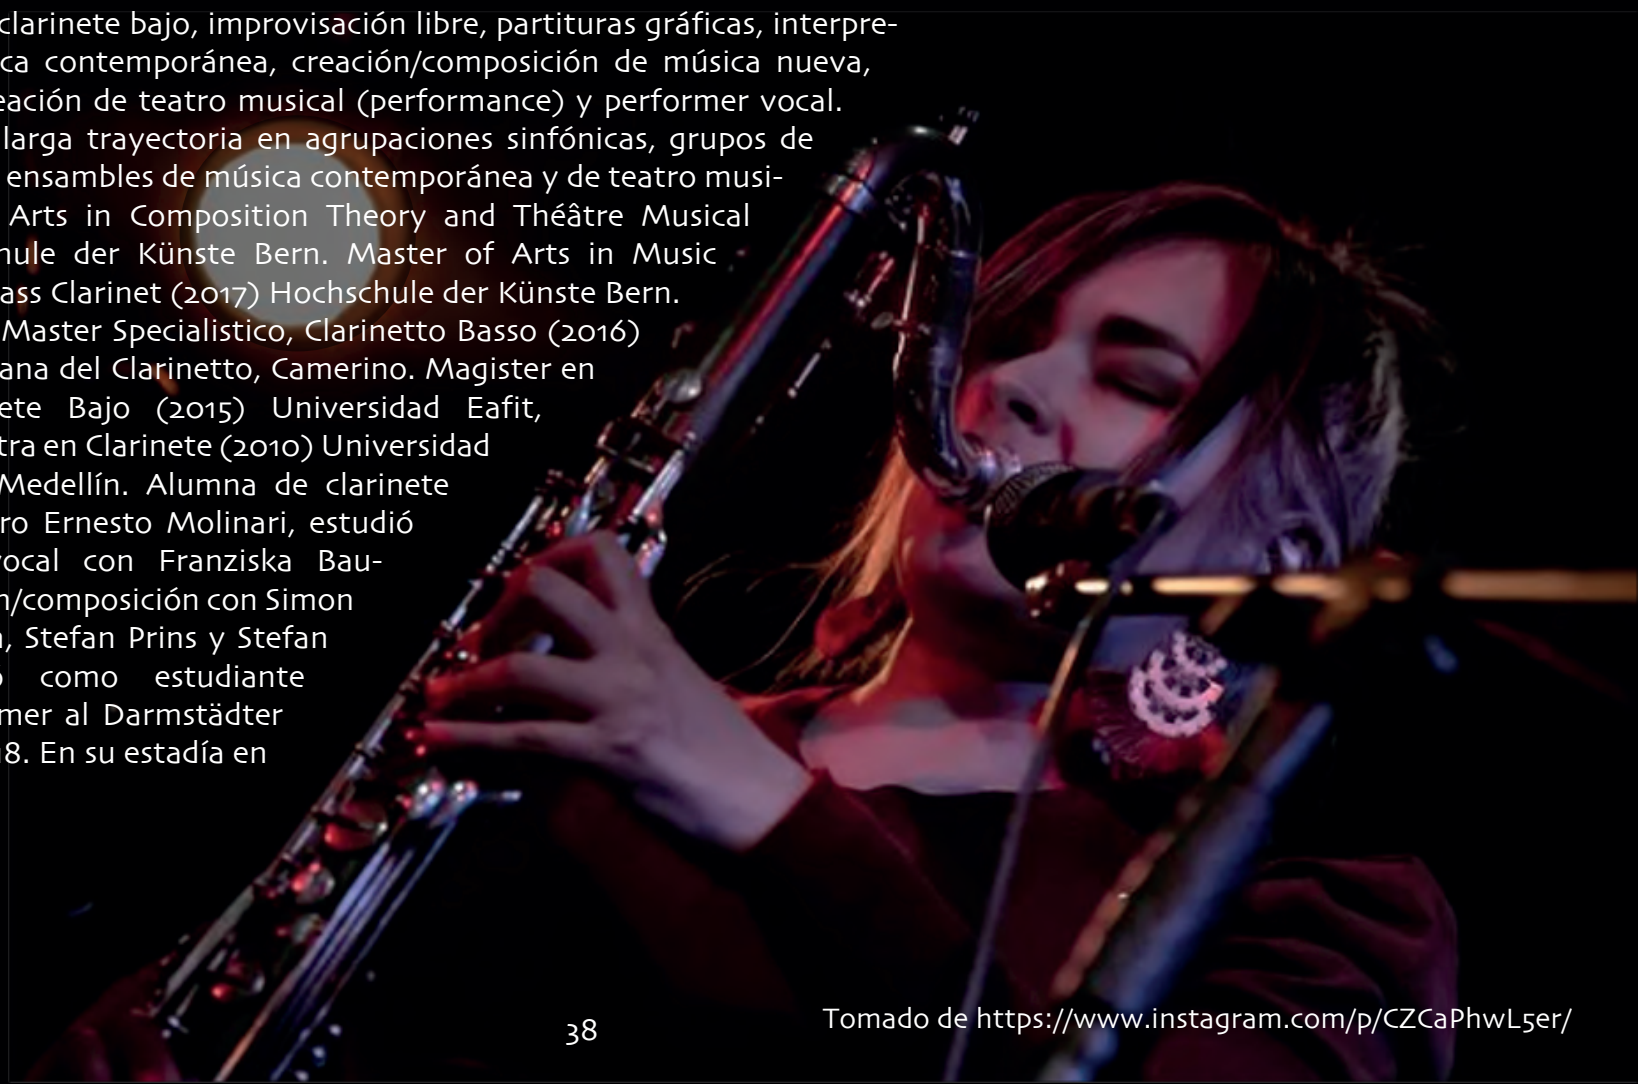 clarinete bajo, improvisación libre, partituras gráficas, interpre-
ca contemporánea, creación/composición de música nueva,
eación de teatro musical (performance) y performer vocal.
larga trayectoria en agrupaciones sinfónicas, grupos de
ensambles de música contemporánea y de teatro musi-
Arts in Composition Theory and Théâtre Musical
hule der Künste Bern. Master of Arts in Music
ass Clarinet (2017) Hochschule der Künste Bern.
Master Specialistico, Clarinetto Basso (2016)
ana del Clarinetto, Camerino. Magister en
ete Bajo (2015) Universidad Eafit,
tra en Clarinete (2010) Universidad
Medellín. Alumna de clarinete
ro Ernesto Molinari, estudió
vocal con Franziska Bau-
n/composición con Simon
, Stefan Prins y Stefan
como estudiante
mer al Darmstädter
18. En su estadía en
38
Tomado de https://www.instagram.com/p/CZCaPhwL5er/